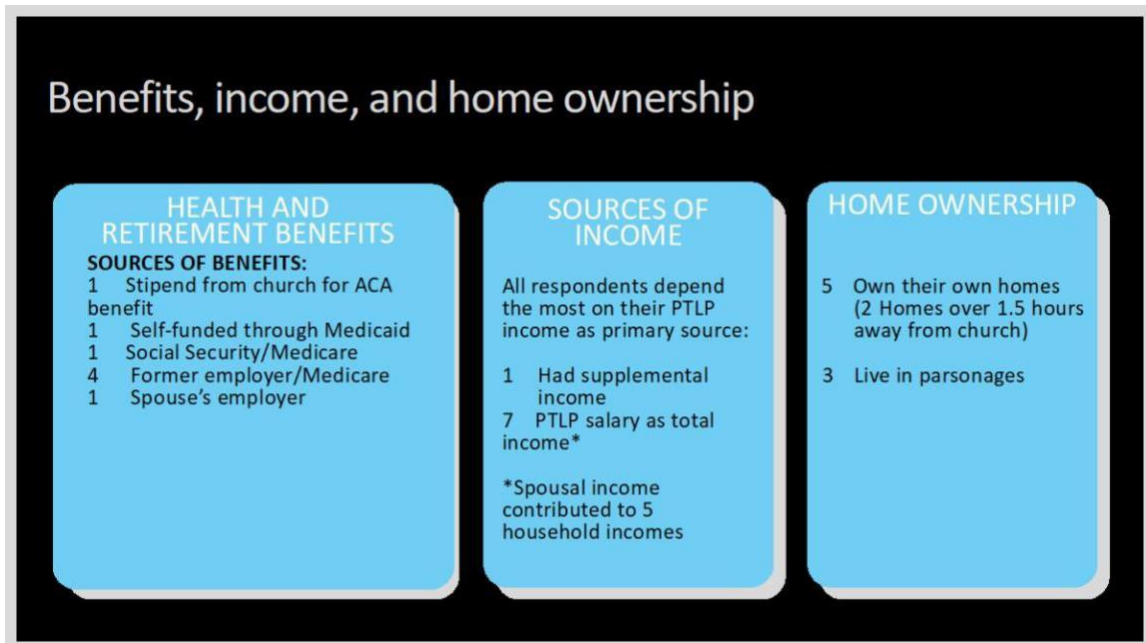 Benefits, income, and home ownership
HEALTH AND
RETIREMENT BENEFITS
SOURCES OF BENEFITS:
1 Stipend from church for ACA
benefit
1 Self-funded through Medicaid
1 Social Security/Medicare
4 Former employer/Medicare
1 Spouse's employer
SOURCES OF
INCOME
All respondents depend
the most on their PTLP
income as primary source:
1 Had supplemental
income
7 PTLP salary as total
income*
*Spousal income
contributed to 5
household incomes
HOME OWNERSHIP
5 Own their own homes
(2 Homes over 1.5 hours
away from church)
3 Live in parsonages